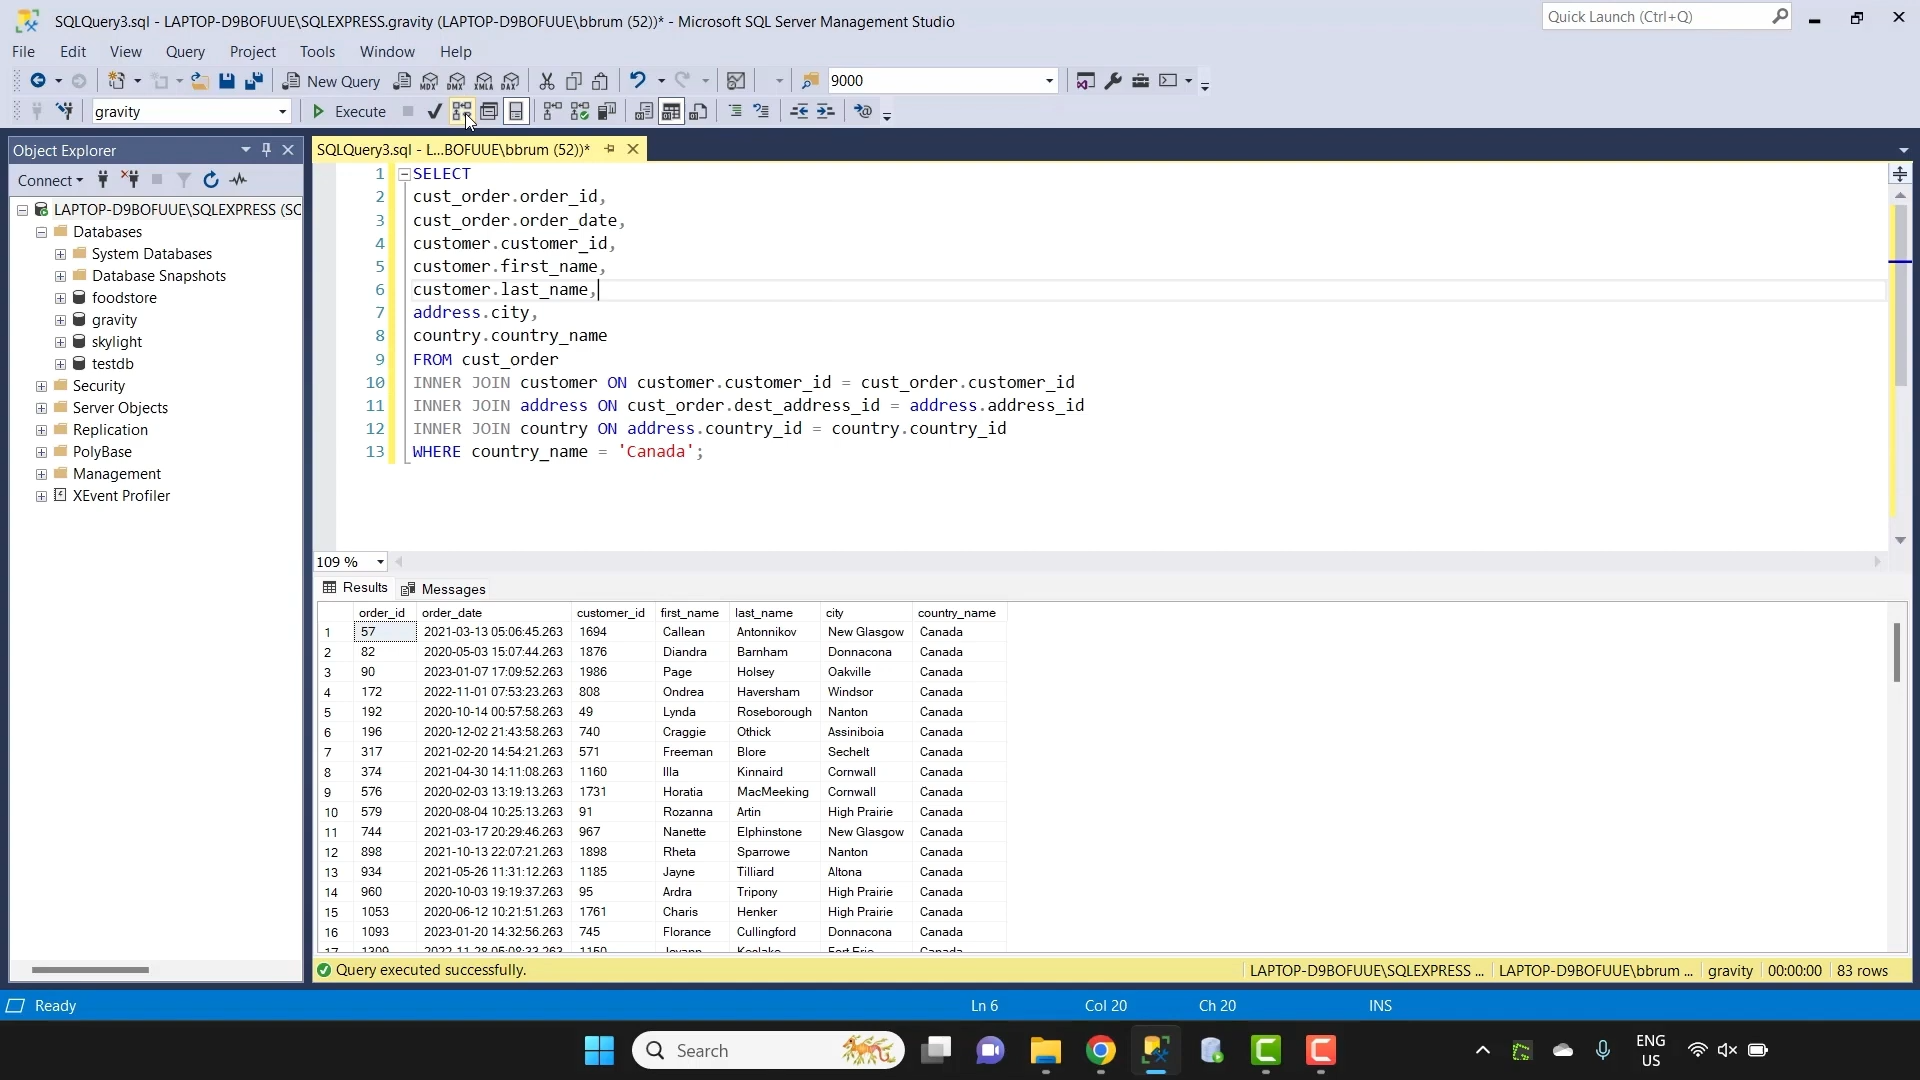 SQLQuery3.sql - LAPTOP-D9BOFUUE\SQLEXPRESS.gravity (LAPTOP-D9BOFUUE\bbrum (52))* - Microsoft SQL Server Management Studio
Quick Launch (Ctrl+Q)
File Edit View Query Project Tools Window Help
New Query MDX DMX XMLA DAX 9000
gravity Execute
Object Explorer
SQLQuery3.sql - L...BOFUUE\bbrum (52))*
Connect
LAPTOP-D9BOFUUE\SQLEXPRESS (SC
Databases
System Databases
Database Snapshots
foodstore
gravity
skylight
testdb
Security
Server Objects
Replication
PolyBase
Management
XEvent Profiler
1 SELECT
2 cust_order.order_id,
3 cust_order.order_date,
4 customer.customer_id,
5 customer.first_name,
6 customer.last_name,
7 address.city,
8 country.country_name
9 FROM cust_order
10 INNER JOIN customer ON customer.customer_id = cust_order.customer_id
11 INNER JOIN address ON cust_order.dest_address_id = address.address_id
12 INNER JOIN country ON address.country_id = country.country_id
13 WHERE country_name = 'Canada';
109 %
Results Messages
order_id order_date customer_id first_name last_name city country_name
1 57 2021-03-13 05:06:45.263 1694 Callean Antonnikov New Glasgow Canada
2 82 2020-05-03 15:07:44.263 1876 Diandra Barnham Donnacona Canada
3 90 2023-01-07 17:09:52.263 1986 Page Holsey Oakville Canada
4 172 2022-11-01 07:53:23.263 808 Ondrea Haversham Windsor Canada
5 192 2020-10-14 00:57:58.263 49 Lynda Roseborough Nanton Canada
6 196 2020-12-02 21:43:58.263 740 Craggie Othick Assiniboia Canada
7 317 2021-02-20 14:54:21.263 571 Freeman Blore Sechelt Canada
8 374 2021-04-30 14:11:08.263 1160 Illa Kinnaird Cornwall Canada
9 576 2020-02-03 13:19:13.263 1731 Horatia MacMeeking Cornwall Canada
10 579 2020-08-04 10:25:13.263 91 Rozanna Artin High Prairie Canada
11 744 2021-03-17 20:29:46.263 967 Nanette Elphinstone New Glasgow Canada
12 898 2021-10-13 22:07:21.263 1898 Rheta Sparrowe Nanton Canada
13 934 2021-05-26 11:31:12.263 1185 Jayne Tilliard Altona Canada
14 960 2020-10-03 19:19:37.263 95 Ardra Tripony High Prairie Canada
15 1053 2020-06-12 10:21:51.263 1761 Charis Henker High Prairie Canada
16 1093 2023-01-20 14:32:56.263 745 Florance Cullingford Donnacona Canada
Query executed successfully.
LAPTOP-D9BOFUUE\SQLEXPRESS ... LAPTOP-D9BOFUUE\bbrum ... gravity 00:00:00 83 rows
Ready Ln 6 Col 20 Ch 20 INS
Search
ENG
US